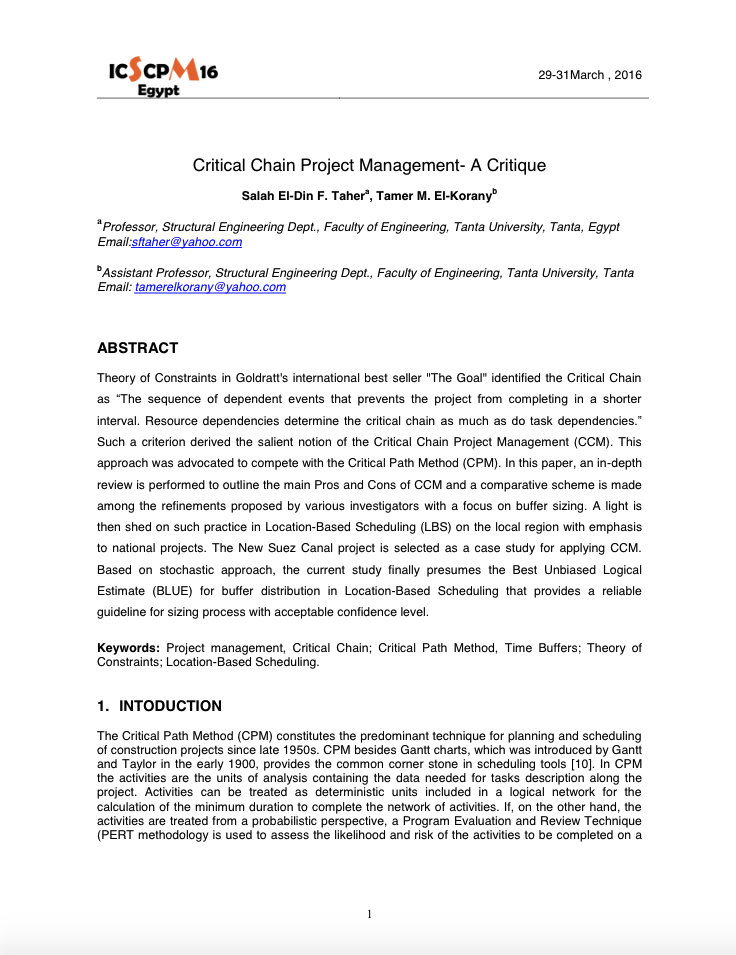 ICSCPM16
Egypt
29-31March , 2016
Critical Chain Project Management- A Critique
Salah El-Din F. Taherᵃ, Tamer M. El-Koranyᵇ
ᵃProfessor, Structural Engineering Dept., Faculty of Engineering, Tanta University, Tanta, Egypt
Email:sftaher@yahoo.com
ᵇAssistant Professor, Structural Engineering Dept., Faculty of Engineering, Tanta University, Tanta
Email: tamerelkorany@yahoo.com
ABSTRACT
Theory of Constraints in Goldratt's international best seller "The Goal" identified the Critical Chain
as “The sequence of dependent events that prevents the project from completing in a shorter
interval. Resource dependencies determine the critical chain as much as do task dependencies.”
Such a criterion derived the salient notion of the Critical Chain Project Management (CCM). This
approach was advocated to compete with the Critical Path Method (CPM). In this paper, an in-depth
review is performed to outline the main Pros and Cons of CCM and a comparative scheme is made
among the refinements proposed by various investigators with a focus on buffer sizing. A light is
then shed on such practice in Location-Based Scheduling (LBS) on the local region with emphasis
to national projects. The New Suez Canal project is selected as a case study for applying CCM.
Based on stochastic approach, the current study finally presumes the Best Unbiased Logical
Estimate (BLUE) for buffer distribution in Location-Based Scheduling that provides a reliable
guideline for sizing process with acceptable confidence level.
Keywords: Project management, Critical Chain; Critical Path Method, Time Buffers; Theory of
Constraints; Location-Based Scheduling.
1. INTODUCTION
The Critical Path Method (CPM) constitutes the predominant technique for planning and scheduling
of construction projects since late 1950s. CPM besides Gantt charts, which was introduced by Gantt
and Taylor in the early 1900, provides the common corner stone in scheduling tools [10]. In CPM
the activities are the units of analysis containing the data needed for tasks description along the
project. Activities can be treated as deterministic units included in a logical network for the
calculation of the minimum duration to complete the network of activities. If, on the other hand, the
activities are treated from a probabilistic perspective, a Program Evaluation and Review Technique
(PERT methodology is used to assess the likelihood and risk of the activities to be completed on a
1